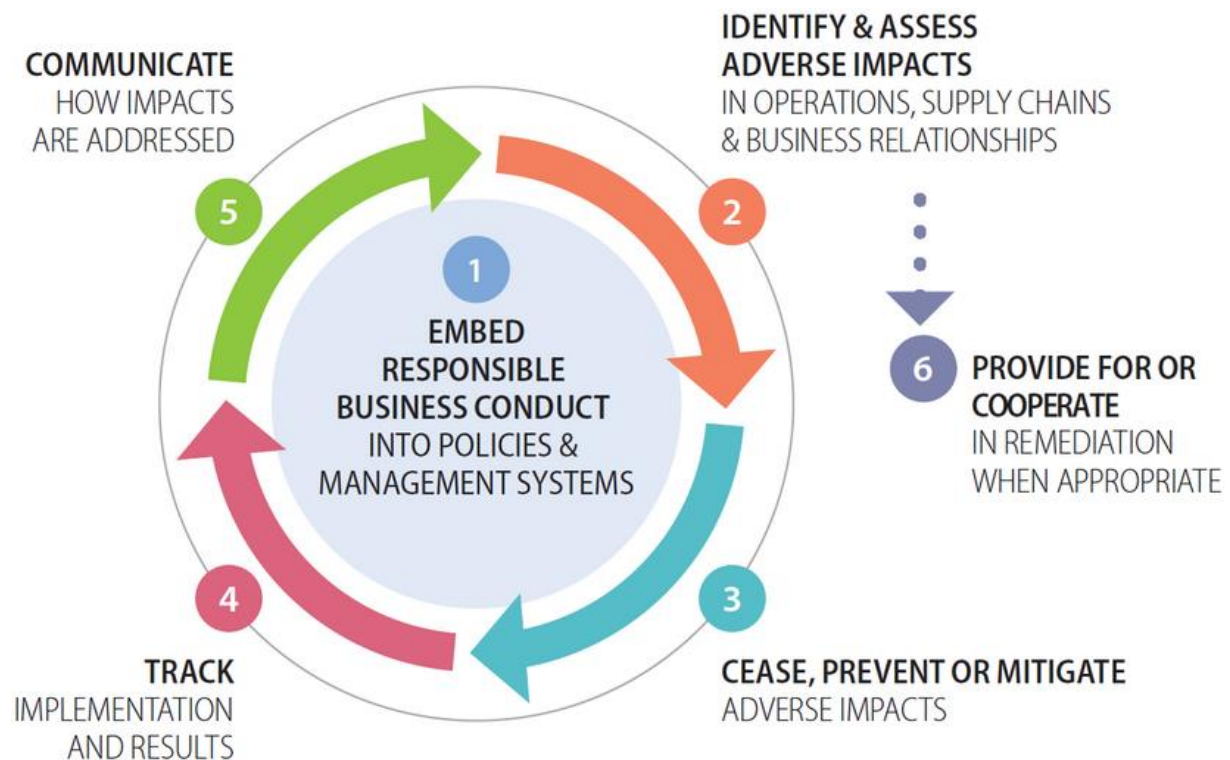 1
EMBED
RESPONSIBLE
BUSINESS CONDUCT
INTO POLICIES &
MANAGEMENT SYSTEMS
2
IDENTIFY & ASSESS
ADVERSE IMPACTS
IN OPERATIONS, SUPPLY CHAINS
& BUSINESS RELATIONSHIPS
3
CEASE, PREVENT OR MITIGATE
ADVERSE IMPACTS
4
TRACK
IMPLEMENTATION
AND RESULTS
5
COMMUNICATE
HOW IMPACTS
ARE ADDRESSED
6
PROVIDE FOR OR
COOPERATE
IN REMEDIATION
WHEN APPROPRIATE